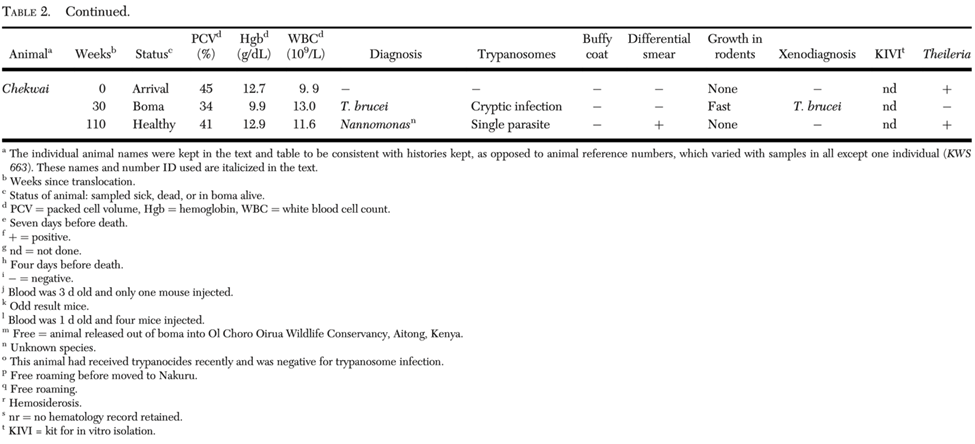 TABLE 2. Continued.
Animalᵃ Weeksᵇ Statusᶜ PCVᵈ (%) Hgbᵈ (g/dL) WBCᵈ (10⁹/L) Diagnosis Trypanosomes Buffy coat Differential smear Growth in rodents Xenodiagnosis KIVIᵗ Theileria
Chekwai 0 Arrival 45 12.7 9. 9 – – – – None – nd +
30 Boma 34 9.9 13.0 T. brucei Cryptic infection – – Fast T. brucei nd –
110 Healthy 41 12.9 11.6 Nannomonasⁿ Single parasite – + None – nd +
ᵃ The individual animal names were kept in the text and table to be consistent with histories kept, as opposed to animal reference numbers, which varied with samples in all except one individual (KWS
663). These names and number ID used are italicized in the text.
ᵇ Weeks since translocation.
ᶜ Status of animal: sampled sick, dead, or in boma alive.
ᵈ PCV = packed cell volume, Hgb = hemoglobin, WBC = white blood cell count.
ᵉ Seven days before death.
ᶠ + = positive.
ᵍ nd = not done.
ʰ Four days before death.
ⁱ – = negative.
ʲ Blood was 3 d old and only one mouse injected.
ᵏ Odd result mice.
ˡ Blood was 1 d old and four mice injected.
ᵐ Free = animal released out of boma into Ol Choro Oirua Wildlife Conservancy, Aitong, Kenya.
ⁿ Unknown species.
ᵒ This animal had received trypanocides recently and was negative for trypanosome infection.
ᵖ Free roaming before moved to Nakuru.
q Free roaming.
ʳ Hemosiderosis.
ˢ nr = no hematology record retained.
ᵗ KIVI = kit for in vitro isolation.